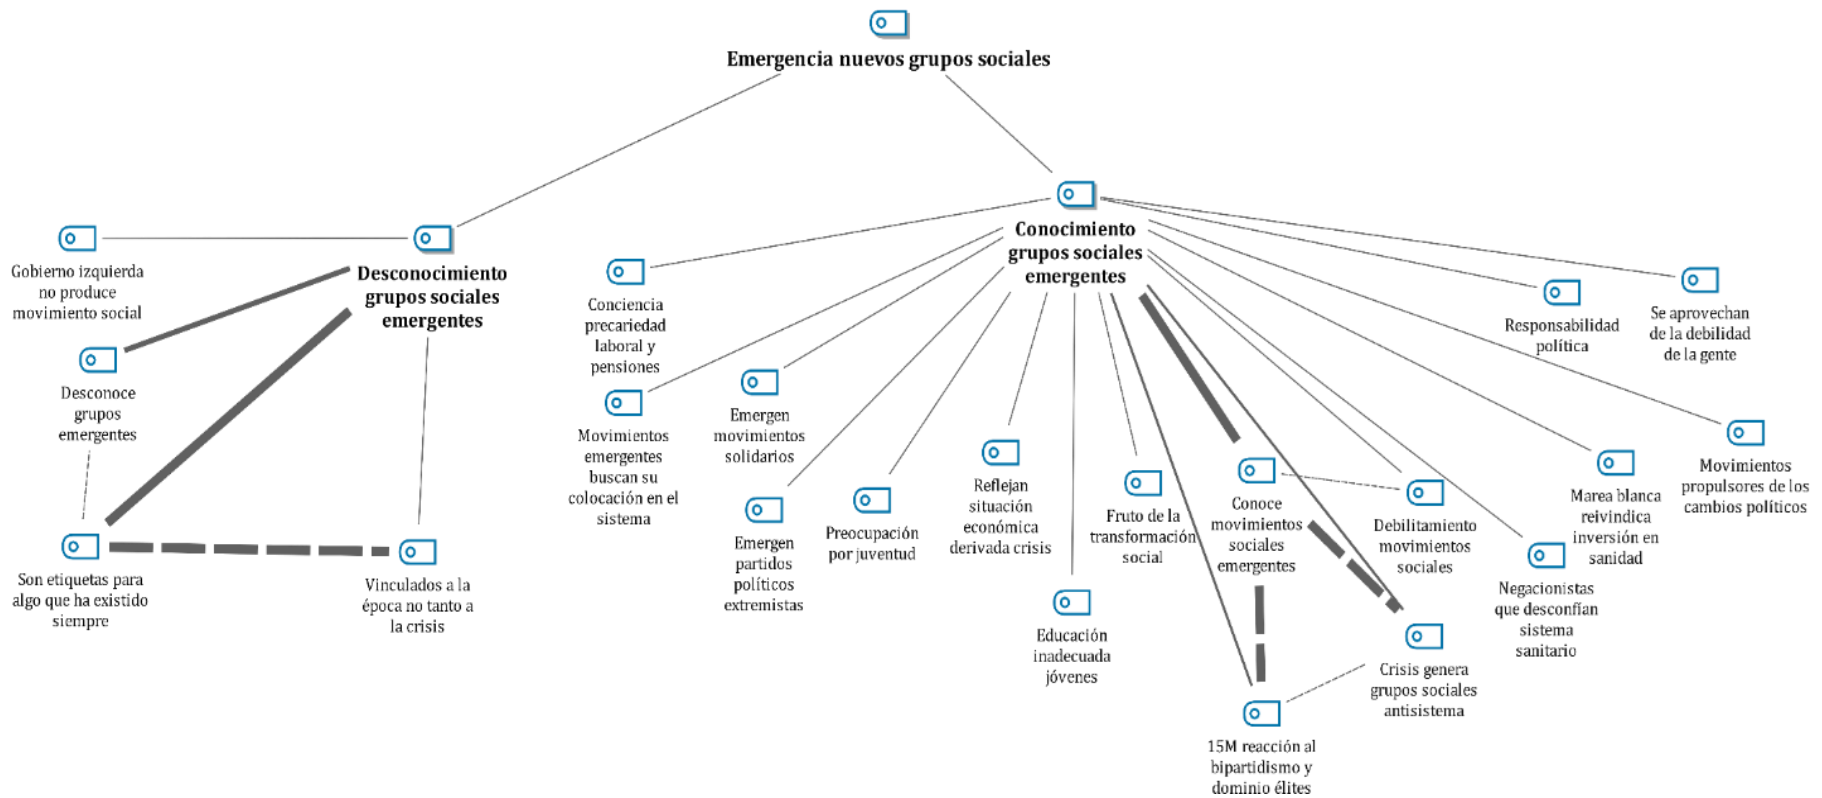 Emergencia nuevos grupos sociales
Gobierno izquierda
no produce
movimiento social
Desconocimiento
grupos sociales
emergentes
Desconoce
grupos
emergentes
Son etiquetas para
algo que ha existido
siempre
Vinculados a la
época no tanto a
la crisis
Conocimiento
grupos sociales
emergentes
Conciencia
precariedad
laboral y
pensiones
Movimientos
emergentes
buscan su
colocación en el
sistema
Emergen
movimientos
solidarios
Emergen
partidos
políticos
extremistas
Preocupación
por juventud
Reflejan
situación
económica
derivada crisis
Educación
inadecuada
jóvenes
Fruto de la
transformación
social
Conoce
movimientos
sociales
emergentes
15M reacción al
bipartidismo y
dominio élites
Debilitamiento
movimientos
sociales
Crisis genera
grupos sociales
antisistema
Negacionistas
que desconfían
sistema
sanitario
Marea blanca
reivindica
inversión en
sanidad
Responsabilidad
política
Se aprovechan
de la debilidad
de la gente
Movimientos
propulsores de los
cambios políticos